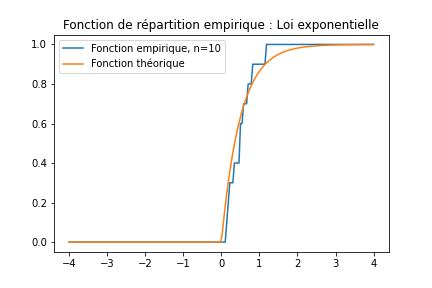 Fonction de répartition empirique : Loi exponentielle
Fonction empirique, n=10
Fonction théorique
1.0
0.8
0.6
0.4
0.2
0.0
−4 −3 −2 −1 0 1 2 3 4